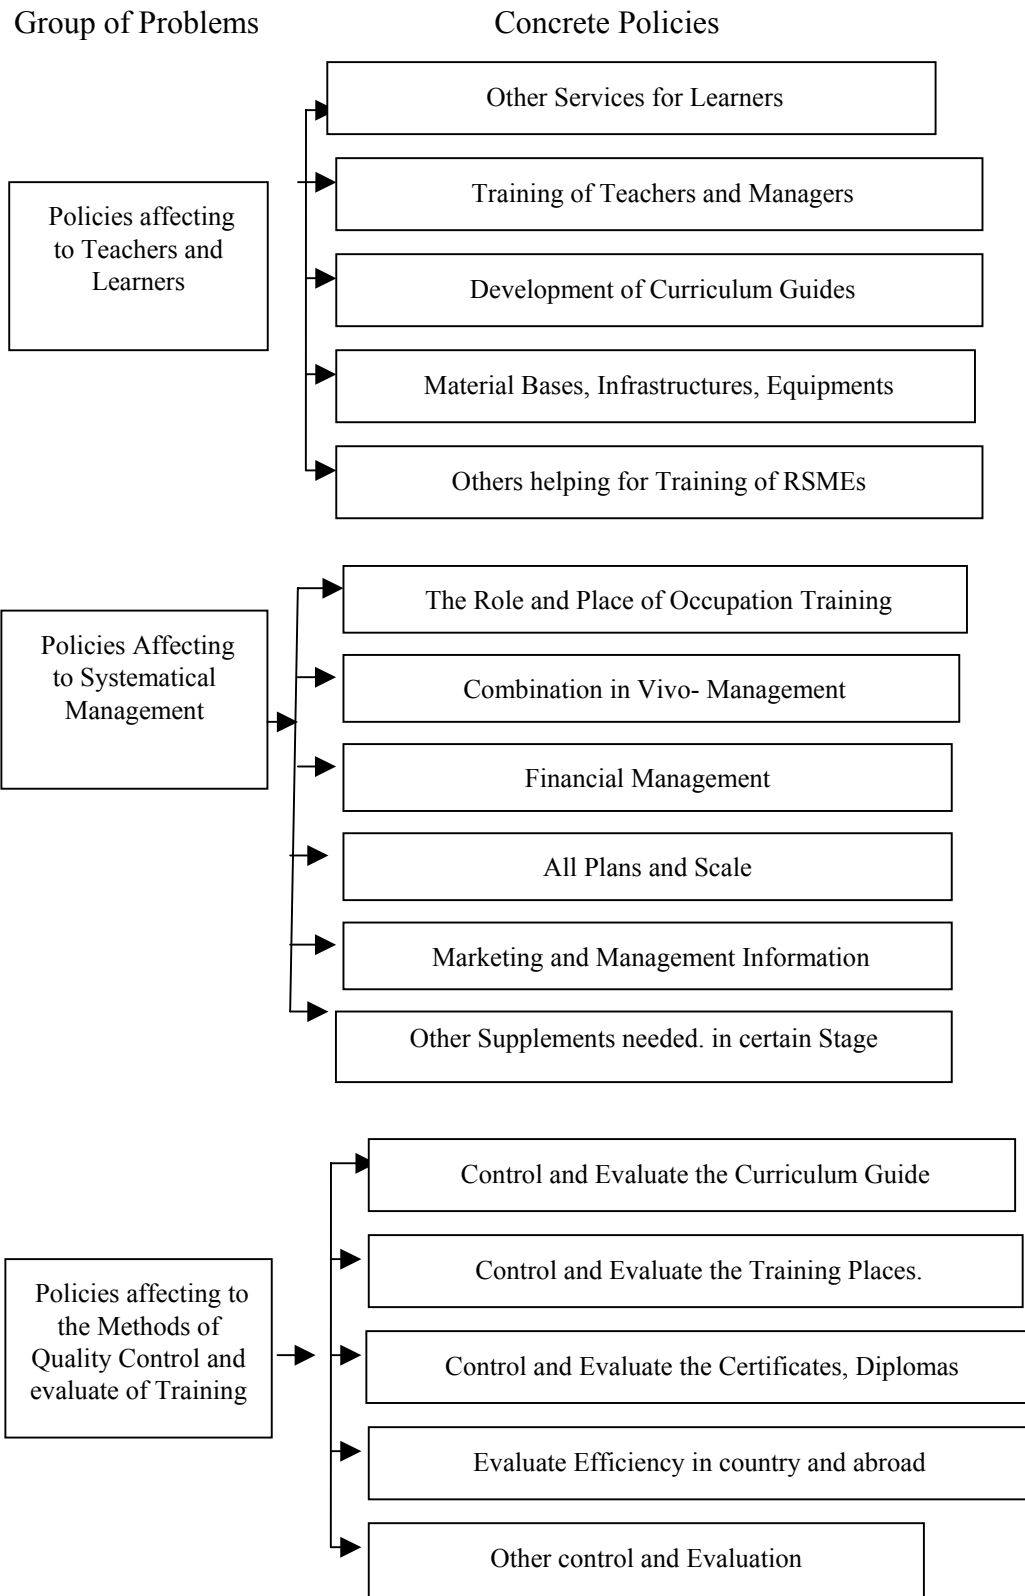 Group of Problems
Concrete Policies
Policies affecting
to Teachers and
Learners
Other Services for Learners
Training of Teachers and Managers
Development of Curriculum Guides
Material Bases, Infrastructures, Equipments
Others helping for Training of RSMEs
Policies Affecting
to Systematical
Management
The Role and Place of Occupation Training
Combination in Vivo- Management
Financial Management
All Plans and Scale
Marketing and Management Information
Other Supplements needed. in certain Stage
Policies affecting to
the Methods of
Quality Control and
evaluate of Training
Control and Evaluate the Curriculum Guide
Control and Evaluate the Training Places.
Control and Evaluate the Certificates, Diplomas
Evaluate Efficiency in country and abroad
Other control and Evaluation